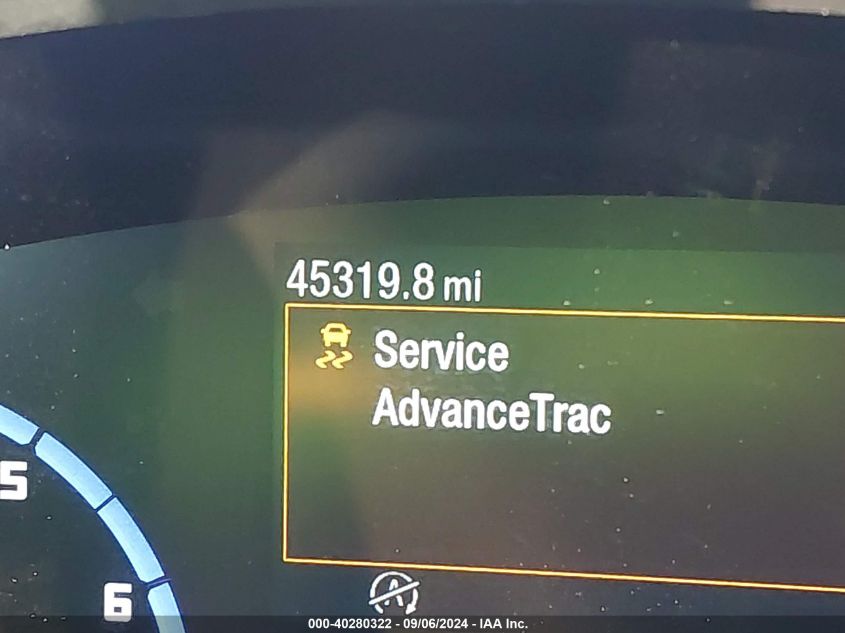 45319.8 mi
Service
AdvanceTrac
5
6
A
000-40280322 - 09/06/2024 - IAA Inc.